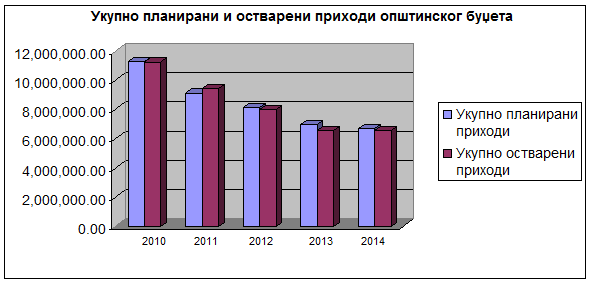 Укупно планирани и остварени приходи општинског буџета
12,000,000.00
10,000,000.00
8,000,000.00
6,000,000.00
4,000,000.00
2,000,000.00
0.00
2010 2011 2012 2013 2014
Укупно планирани
приходи
Укупно остварени
приходи